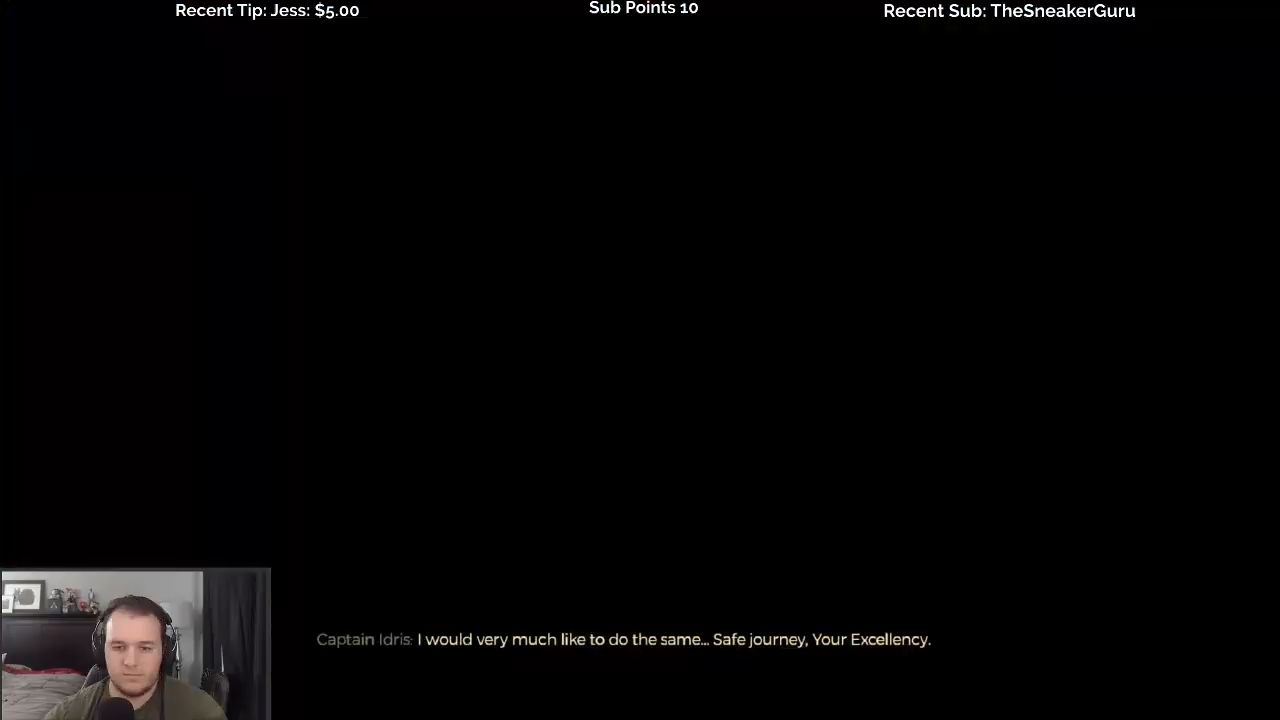 Recent Tip: Jess: $5.00
Sub Points 10
Recent Sub: TheSneakerGuru
Captain Idris: I would very much like to do the same... Safe journey, Your Excellency.